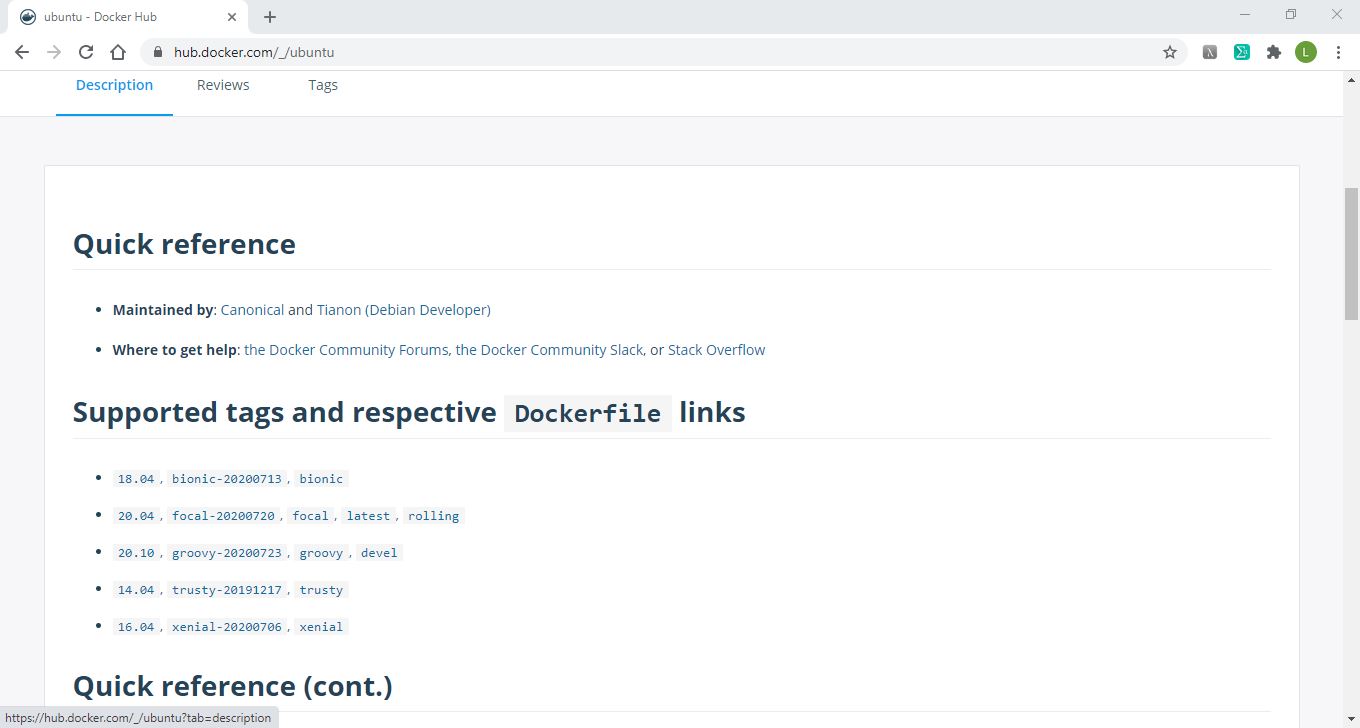 ubuntu - Docker Hub
hub.docker.com/_/ubuntu
L
Description Reviews Tags
Quick reference
Maintained by: Canonical and Tianon (Debian Developer)
Where to get help: the Docker Community Forums, the Docker Community Slack, or Stack Overflow
Supported tags and respective Dockerfile links
18.04, bionic-20200713, bionic
20.04, focal-20200720, focal, latest, rolling
20.10, groovy-20200723, groovy, devel
14.04, trusty-20191217, trusty
16.04, xenial-20200706, xenial
Quick reference (cont.)
https://hub.docker.com/_/ubuntu?tab=description